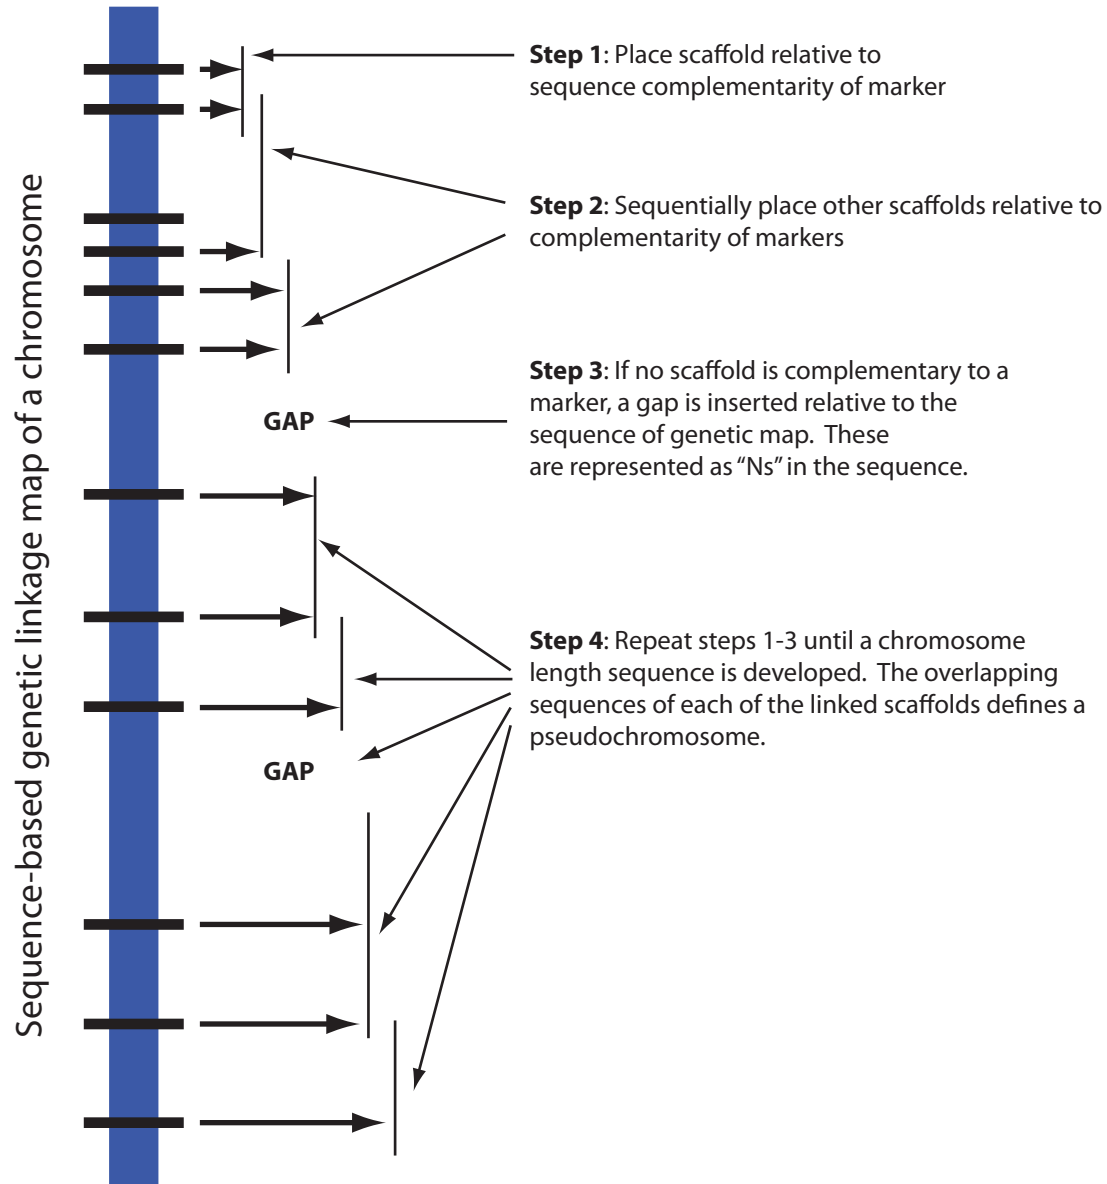 Sequence-based genetic linkage map of a chromosome
Step 1: Place scaffold relative to
sequence complementarity of marker
Step 2: Sequentially place other scaffolds relative to
complementarity of markers
Step 3: If no scaffold is complementary to a
marker, a gap is inserted relative to the
sequence of genetic map.  These
are represented as “Ns” in the sequence.
GAP
Step 4: Repeat steps 1-3 until a chromosome
length sequence is developed.  The overlapping
sequences of each of the linked scaffolds defines a
pseudochromosome.
GAP